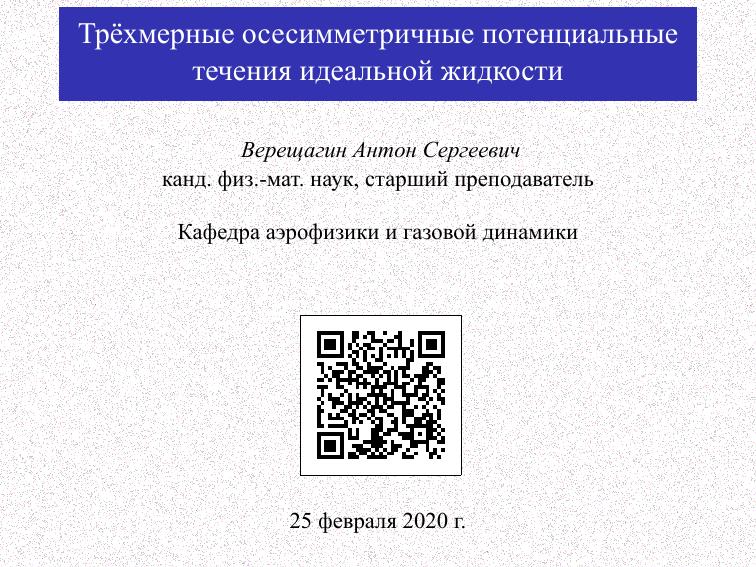 Трёхмерные осесимметричные потенциальные
течения идеальной жидкости
Верещагин Антон Сергеевич
канд. физ.-мат. наук, старший преподаватель
Кафедра аэрофизики и газовой динамики
25 февраля 2020 г.